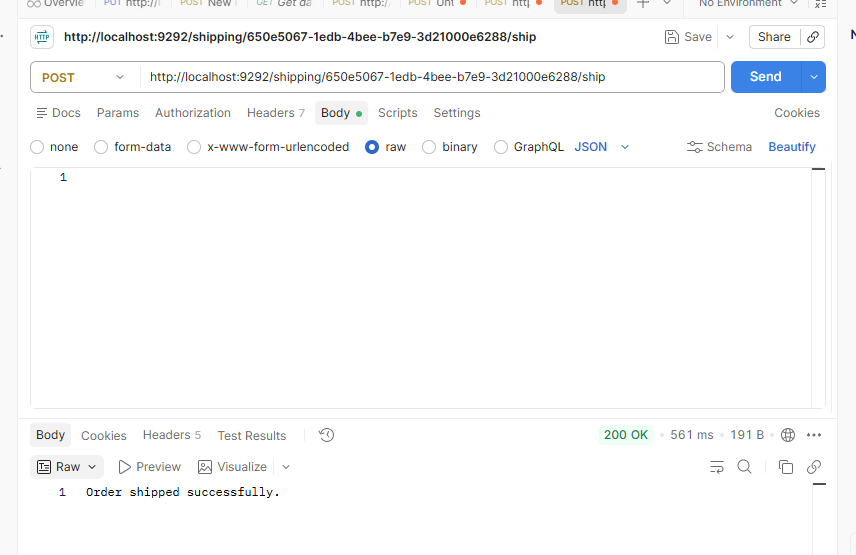 Overvie PUT http://l POST New GET Get da POST http:/ POST Unt POST htt POST htt No Environment
HTTP http://localhost:9292/shipping/650e5067-1edb-4bee-b7e9-3d21000e6288/ship Save Share
POST http://localhost:9292/shipping/650e5067-1edb-4bee-b7e9-3d21000e6288/ship Send
Docs Params Authorization Headers 7 Body Scripts Settings Cookies
none form-data x-www-form-urlencoded raw binary GraphQL JSON Schema Beautify
1
Body Cookies Headers 5 Test Results 200 OK 561 ms 191 B
Raw Preview Visualize
1 Order shipped successfully.